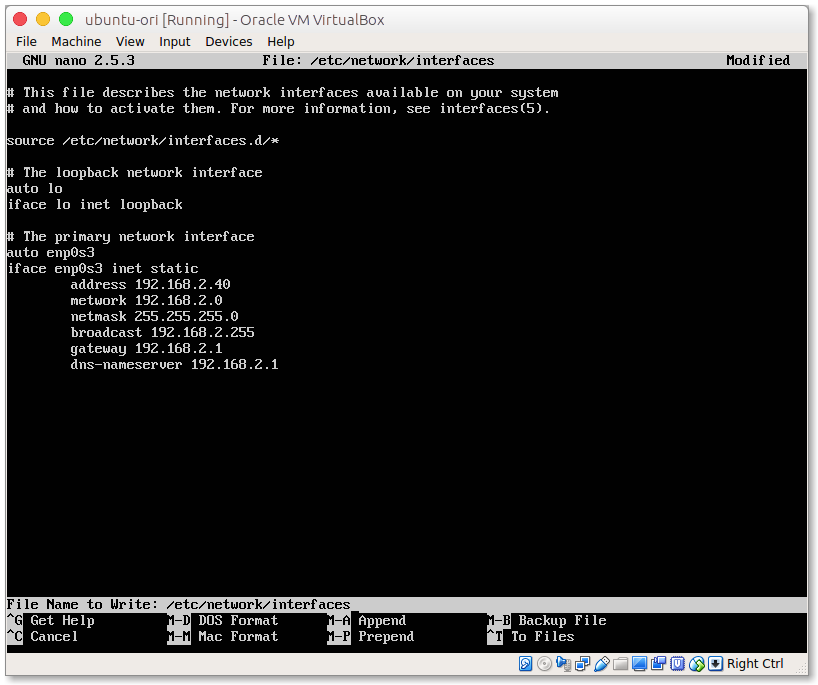 ubuntu-ori [Running] - Oracle VM VirtualBox
File Machine View Input Devices Help
GNU nano 2.5.3 File: /etc/network/interfaces Modified
# This file describes the network interfaces available on your system
# and how to activate them. For more information, see interfaces(5).
source /etc/network/interfaces.d/*
# The loopback network interface
auto lo
iface lo inet loopback
# The primary network interface
auto enp0s3
iface enp0s3 inet static
address 192.168.2.40
metwork 192.168.2.0
netmask 255.255.255.0
broadcast 192.168.2.255
gateway 192.168.2.1
dns-nameserver 192.168.2.1
File Name to Write: /etc/network/interfaces
^G Get Help M-D DOS Format M-A Append M-B Backup File
^C Cancel M-M Mac Format M-P Prepend ^T To Files
Right Ctrl